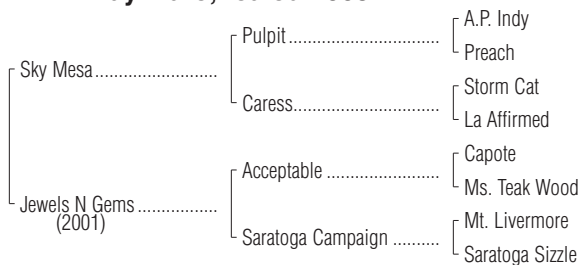 Pulpit
A.P. Indy
Preach
Sky Mesa
Caress
Storm Cat
La Affirmed
Acceptable
Capote
Ms. Teak Wood
Jewels N Gems
(2001)
Saratoga Campaign
Mt. Livermore
Saratoga Sizzle